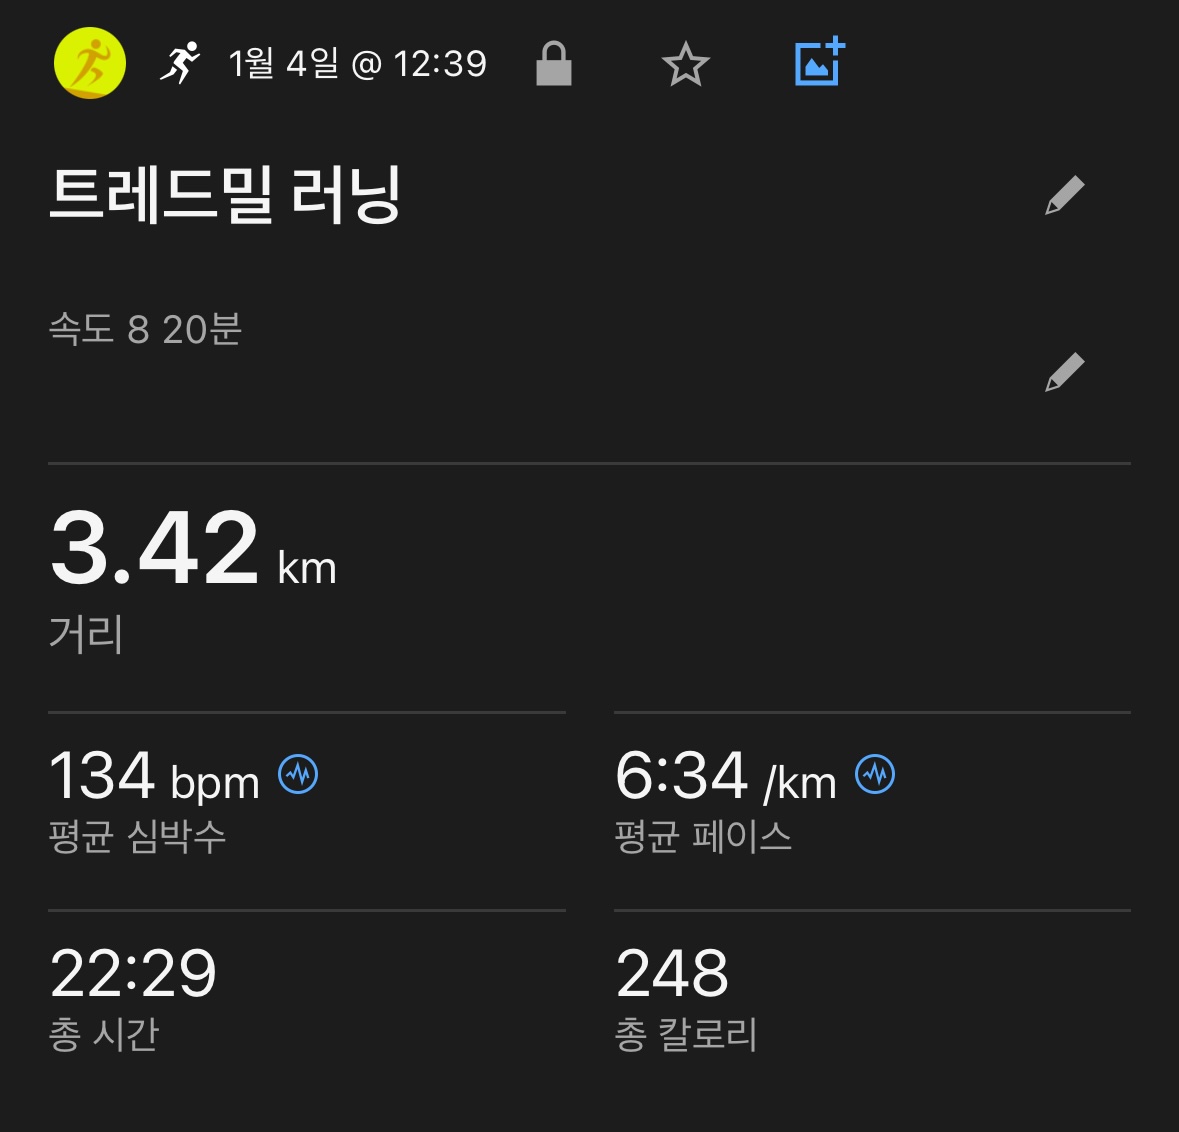 1월 4일 @ 12:39
트레드밀 러닝
속도 8 20분
3.42 km
거리
134 bpm
평균 심박수
6:34 /km
평균 페이스
22:29
총 시간
248
총 칼로리